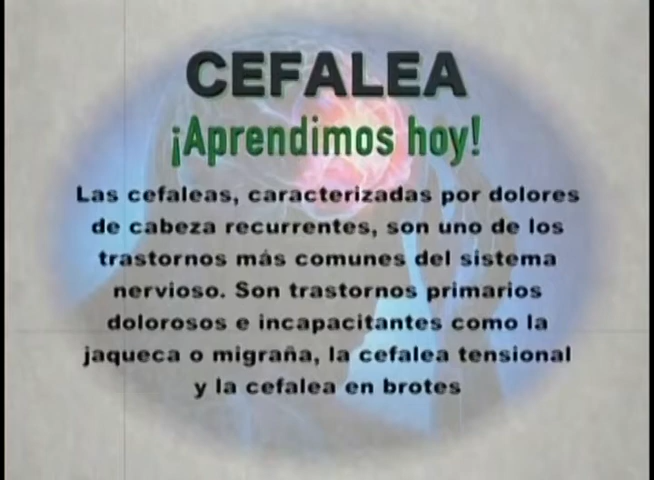 CEFALEA
¡Aprendimos hoy!
Las cefaleas, caracterizadas por dolores
de cabeza recurrentes, son uno de los
trastornos más comunes del sistema
nervioso. Son trastornos primarios
dolorosos e incapacitantes como la
jaqueca o migraña, la cefalea tensional
y la cefalea en brotes